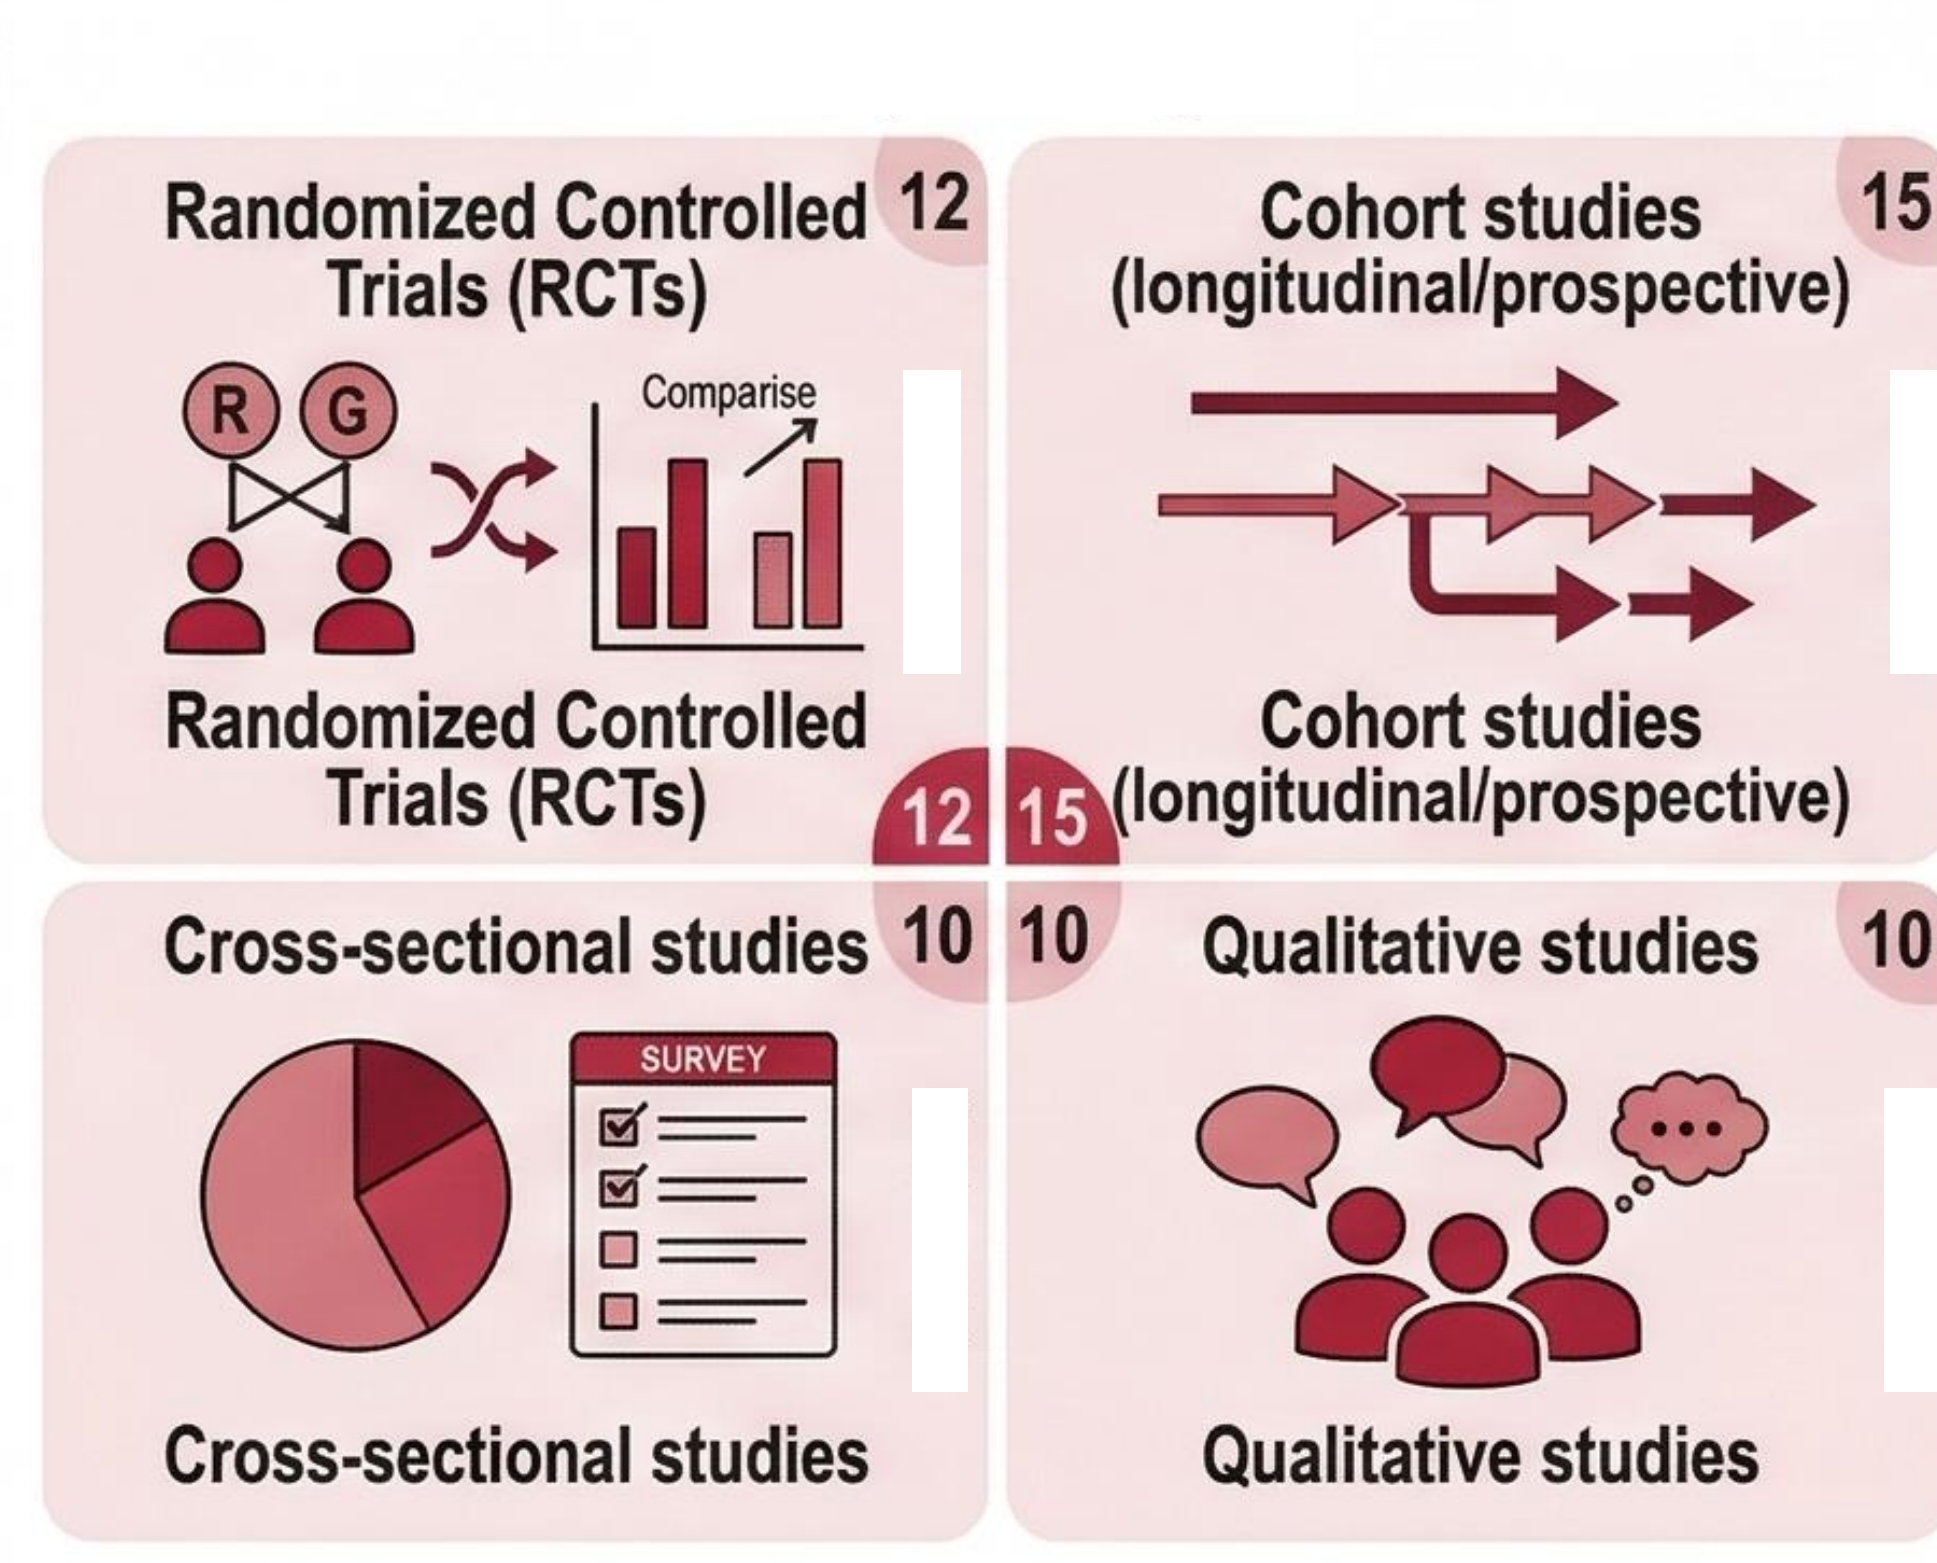 Randomized Controlled
Trials (RCTs)
12
R G
Comparise
Randomized Controlled
Trials (RCTs)
12
Cohort studies
(longitudinal/prospective)
15
Cohort studies
(longitudinal/prospective)
15
Cross-sectional studies
10
SURVEY
Cross-sectional studies
10
Qualitative studies
10
Qualitative studies